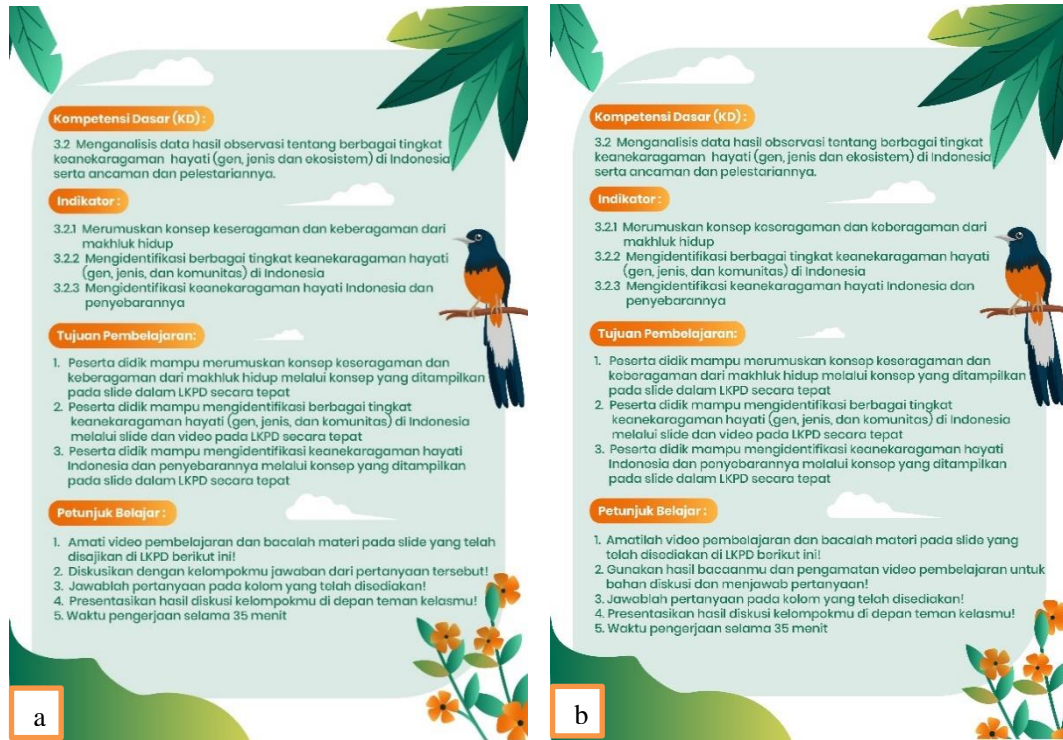 Kompetensi Dasar (KD) :
3.2 Menganalisis data hasil observasi tentang berbagai tingkat
keanekaragaman hayati (gen, jenis dan ekosistem) di Indonesia
serta ancaman dan pelestariannya.
Indikator :
3.2.1 Merumuskan konsep keseragaman dan keberagaman dari
makhluk hidup
3.2.2 Mengidentifikasi berbagai tingkat keanekaragaman hayati
(gen, jenis, dan komunitas) di Indonesia
3.2.3 Mengidentifikasi keanekaragaman hayati Indonesia dan
penyebarannya
Tujuan Pembelajaran:
1. Peserta didik mampu merumuskan konsep keseragaman dan
keberagaman dari makhluk hidup melalui konsep yang ditampilkan
pada slide dalam LKPD secara tepat
2. Peserta didik mampu mengidentifikasi berbagai tingkat
keanekaragaman hayati (gen, jenis, dan komunitas) di Indonesia
melalui slide dan video pada LKPD secara tepat
3. Peserta didik mampu mengidentifikasi keanekaragaman hayati
Indonesia dan penyebarannya melalui konsep yang ditampilkan
pada slide dalam LKPD secara tepat
Petunjuk Belajar :
1. Amati video pembelajaran dan bacalah materi pada slide yang telah
disajikan di LKPD berikut ini!
2. Diskusikan dengan kelompokmu jawaban dari pertanyaan tersebut!
3. Jawablah pertanyaan pada kolom yang telah disediakan!
4. Presentasikan hasil diskusi kelompokmu di depan teman kelasmu!
5. Waktu pengerjaan selama 35 menit
a
Kompetensi Dasar (KD) :
3.2 Menganalisis data hasil observasi tentang berbagai tingkat
keanekaragaman hayati (gen, jenis dan ekosistem) di Indonesia
serta ancaman dan pelestariannya.
Indikator :
3.2.1 Merumuskan konsep keseragaman dan keberagaman dari
makhluk hidup
3.2.2 Mengidentifikasi berbagai tingkat keanekaragaman hayati
(gen, jenis, dan komunitas) di Indonesia
3.2.3 Mengidentifikasi keanekaragaman hayati Indonesia dan
penyebarannya
Tujuan Pembelajaran:
1. Peserta didik mampu merumuskan konsep keseragaman dan
keberagaman dari makhluk hidup melalui konsep yang ditampilkan
pada slide dalam LKPD secara tepat
2. Peserta didik mampu mengidentifikasi berbagai tingkat
keanekaragaman hayati (gen, jenis, dan komunitas) di Indonesia
melalui slide dan video pada LKPD secara tepat
3. Peserta didik mampu mengidentifikasi keanekaragaman hayati
Indonesia dan penyebarannya melalui konsep yang ditampilkan
pada slide dalam LKPD secara tepat
Petunjuk Belajar :
1. Amatilah video pembelajaran dan bacalah materi pada slide yang
telah disediakan di LKPD berikut ini!
2. Gunakan hasil bacaanmu dan pengamatan video pembelajaran untuk
bahan diskusi dan menjawab pertanyaan!
3. Jawablah pertanyaan pada kolom yang telah disediakan!
4. Presentasikan hasil diskusi kelompokmu di depan teman kelasmu!
5. Waktu pengerjaan selama 35 menit
b